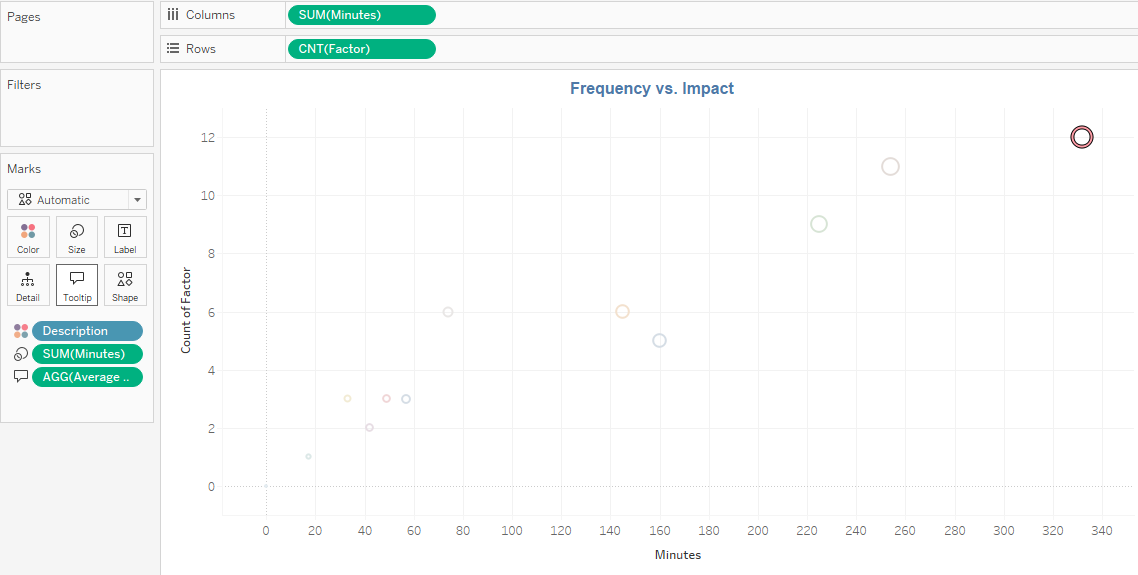 Pages
Columns
SUM(Minutes)
Rows
CNT(Factor)
Filters
Marks
Automatic
Color
Size
Label
Detail
Tooltip
Shape
Description
SUM(Minutes)
AGG(Average ..
Frequency vs. Impact
Count of Factor
12
10
8
6
4
2
0
0 20 40 60 80 100 120 140 160 180 200 220 240 260 280 300 320 340
Minutes